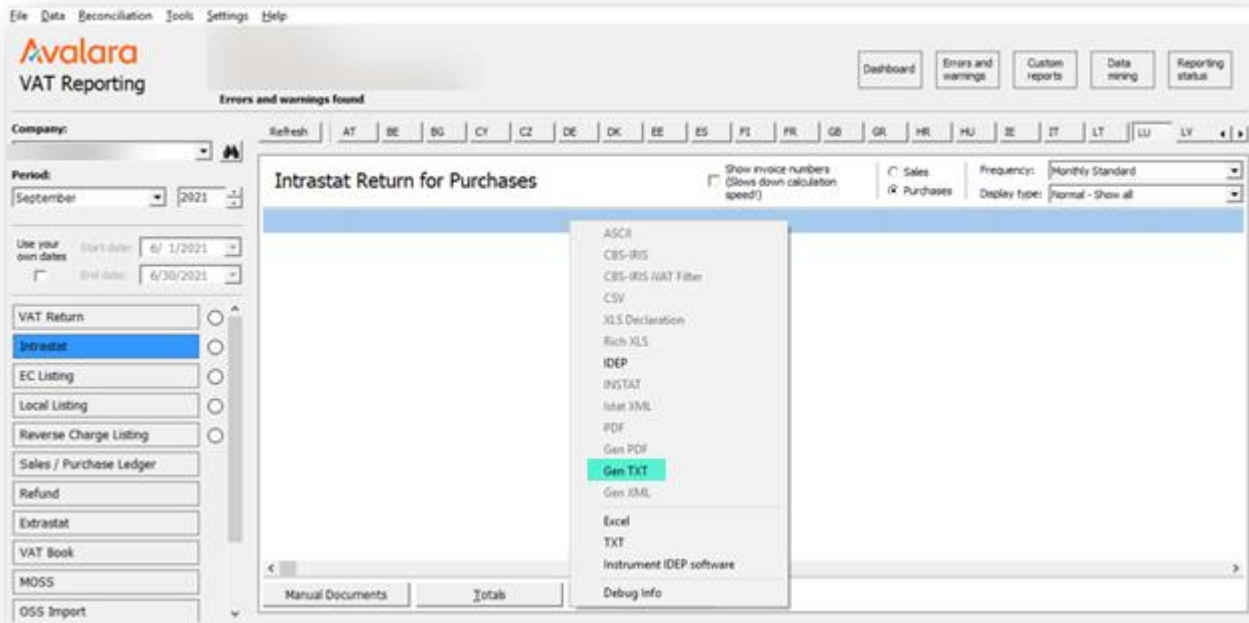 File Data Reconciliation Tools Settings Help
Avalara
VAT Reporting
Errors and warnings found
Dashboard
Errors and warnings
Custom reports
Data mining
Reporting status
Company:
Period:
September 2021
Use your own dates
Start date: 6/ 1/2021
End date: 6/30/2021
VAT Return
Intrastat
EC Listing
Local Listing
Reverse Charge Listing
Sales / Purchase Ledger
Refund
Extrastat
VAT Book
MOSS
OSS Import
Refresh AT BE BG CY CZ DE DK EE ES FI FR GB GR HR HU IE IT LT LU LV
Intrastat Return for Purchases
Show invoice numbers
(Slows down calculation
speed!)
Sales
Purchases
Frequency: Monthly Standard
Display type: Normal - Show all
ASCII
CBS-IRIS
CBS-IRIS iVAT Filter
CSV
XLS Declaration
Rich XLS
IDEP
INSTAT
Istat XML
PDF
Gen PDF
Gen TXT
Gen XML
Excel
TXT
Instrument IDEP software
Debug Info
Manual Documents
Totals